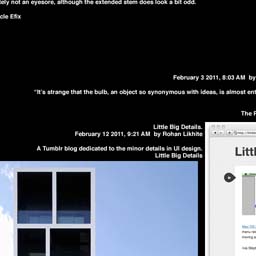 tely not an eyesore, although the extended stem does look a bit odd.
cle Efix
February 3 2011, 8:03 AM by
"It's strange that the bulb, an object so synonymous with ideas, is almost ent
The F
Little Big Details.
February 12 2011, 9:21 AM by Rohan Likhite
Littl
A Tumblr blog dedicated to the minor details in UI design.
Little Big Details